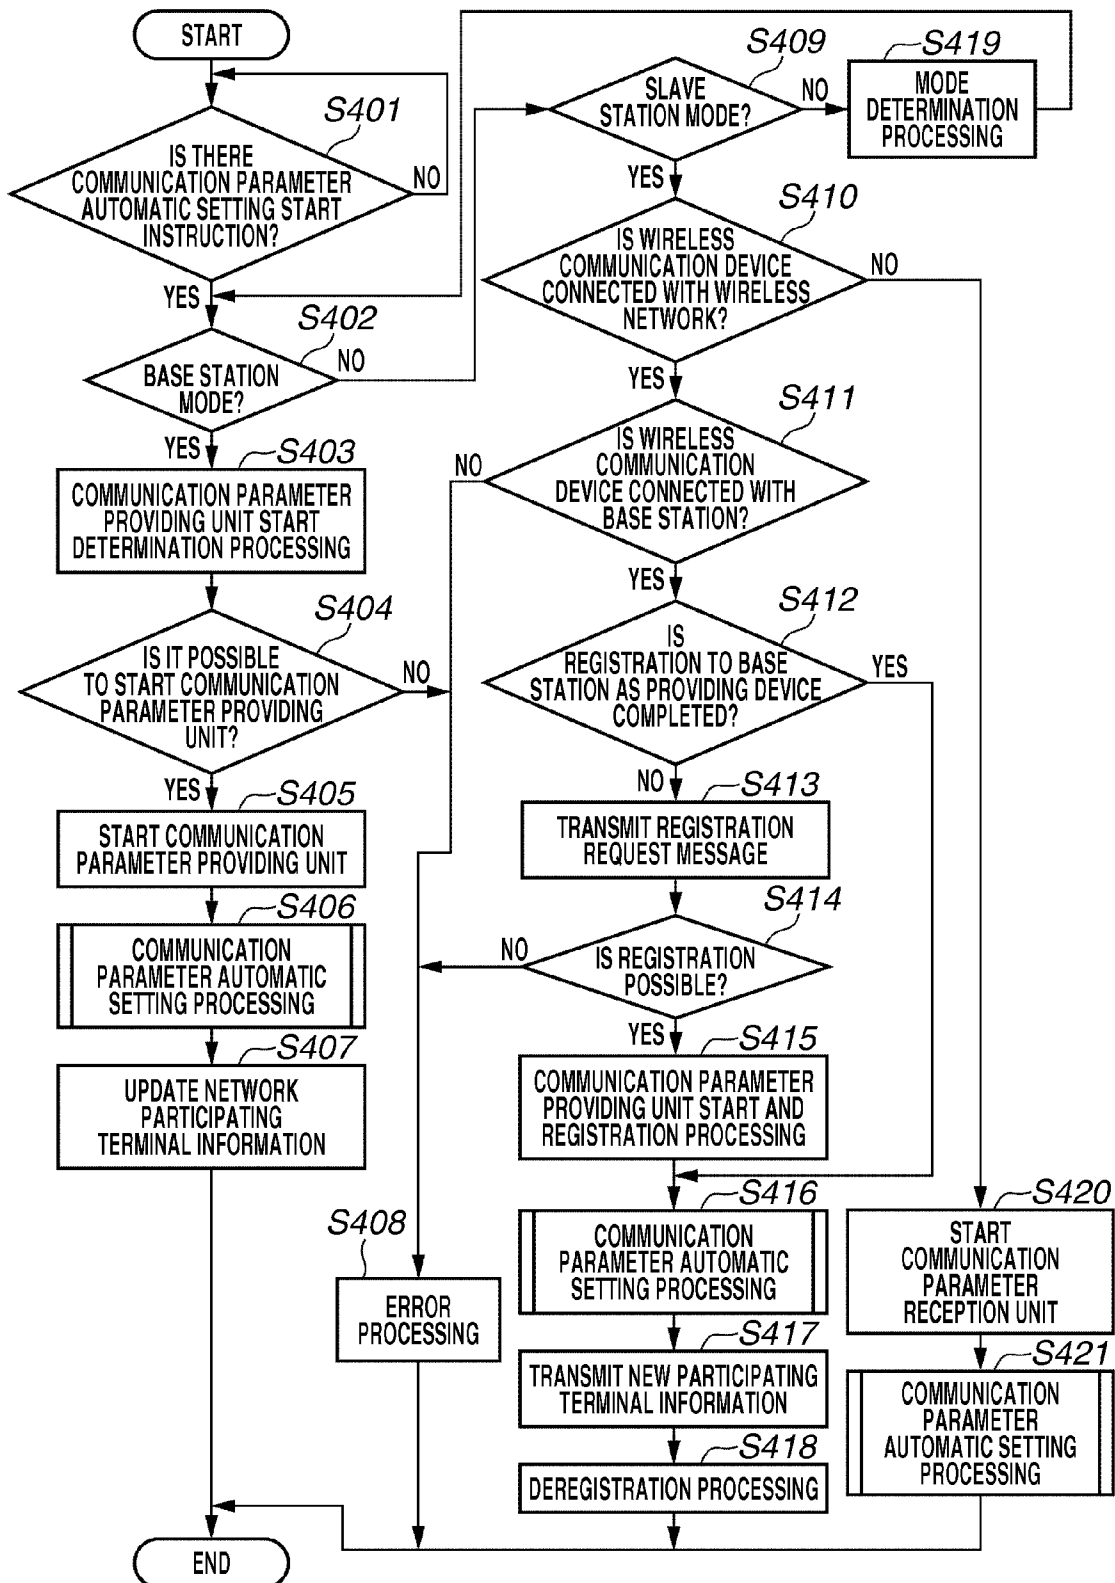 START
S401
IS THERE
COMMUNICATION PARAMETER
AUTOMATIC SETTING START
INSTRUCTION?
NO
YES
S402
BASE STATION
MODE?
NO
YES
S403
COMMUNICATION PARAMETER
PROVIDING UNIT START
DETERMINATION PROCESSING
S404
IS IT POSSIBLE
TO START COMMUNICATION
PARAMETER PROVIDING
UNIT?
NO
YES
S405
START COMMUNICATION
PARAMETER PROVIDING UNIT
S406
COMMUNICATION
PARAMETER AUTOMATIC
SETTING PROCESSING
S407
UPDATE NETWORK
PARTICIPATING
TERMINAL INFORMATION
S408
ERROR
PROCESSING
END
S409
SLAVE
STATION MODE?
NO
YES
S419
MODE
DETERMINATION
PROCESSING
S410
IS WIRELESS
COMMUNICATION DEVICE
CONNECTED WITH WIRELESS
NETWORK?
NO
YES
S411
IS WIRELESS
COMMUNICATION
DEVICE CONNECTED WITH
BASE STATION?
NO
YES
S412
IS
REGISTRATION TO BASE
STATION AS PROVIDING DEVICE
COMPLETED?
YES
NO
S413
TRANSMIT REGISTRATION
REQUEST MESSAGE
S414
IS REGISTRATION
POSSIBLE?
NO
YES
S415
COMMUNICATION PARAMETER
PROVIDING UNIT START AND
REGISTRATION PROCESSING
S416
COMMUNICATION
PARAMETER AUTOMATIC
SETTING PROCESSING
S417
TRANSMIT NEW PARTICIPATING
TERMINAL INFORMATION
S418
DEREGISTRATION PROCESSING
S420
START
COMMUNICATION
PARAMETER
RECEPTION UNIT
S421
COMMUNICATION
PARAMETER
AUTOMATIC SETTING
PROCESSING